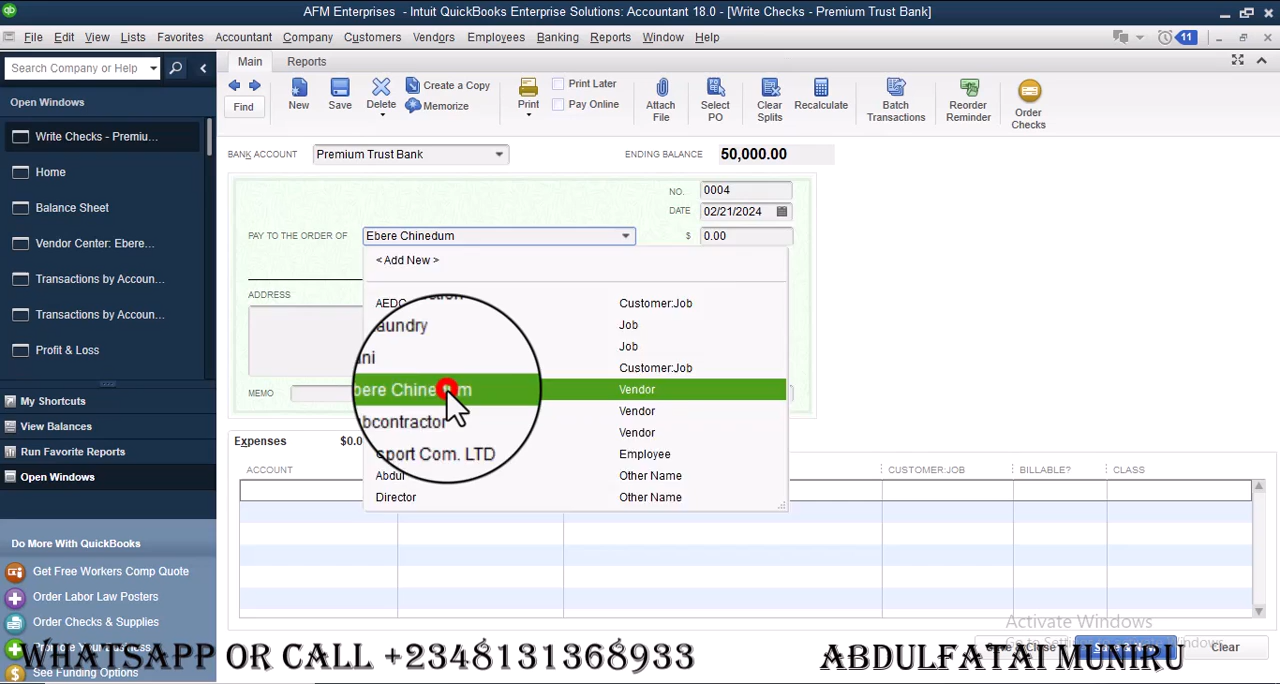 AFM Enterprises - Intuit QuickBooks Enterprise Solutions: Accountant 18.0 - [Write Checks - Premium Trust Bank]
File Edit View Lists Favorites Accountant Company Customers Vendors Employees Banking Reports Window Help 11
Search Company or Help
Main Reports
Find
New
Save
Delete
Create a Copy
Memorize
Print
Print Later
Pay Online
Attach File
Select PO
Clear Splits
Recalculate
Batch Transactions
Reorder Reminder
Order Checks
Open Windows
Write Checks - Premiu...
Home
Balance Sheet
Vendor Center: Ebere...
Transactions by Accoun...
Transactions by Accoun...
Profit & Loss
My Shortcuts
View Balances
Run Favorite Reports
Open Windows
Do More With QuickBooks
Get Free Workers Comp Quote
Order Labor Law Posters
Order Checks & Supplies
See Funding Options
BANK ACCOUNT Premium Trust Bank
ENDING BALANCE 50,000.00
NO. 0004
DATE 02/21/2024
PAY TO THE ORDER OF Ebere Chinedum $ 0.00
ADDRESS
MEMO
< Add New >
AEDC Customer:Job
aundry Job
Job
Customer:Job
bere Chinedum Vendor
bcontractor Vendor
Vendor
sport Com. LTD Employee
Abdul Other Name
Director Other Name
Expenses $0.0
ACCOUNT CUSTOMER:JOB BILLABLE? CLASS
Activate Windows
Clear
WHATSAPP OR CALL +2348131368933
ABDULFATAI MUNIRU